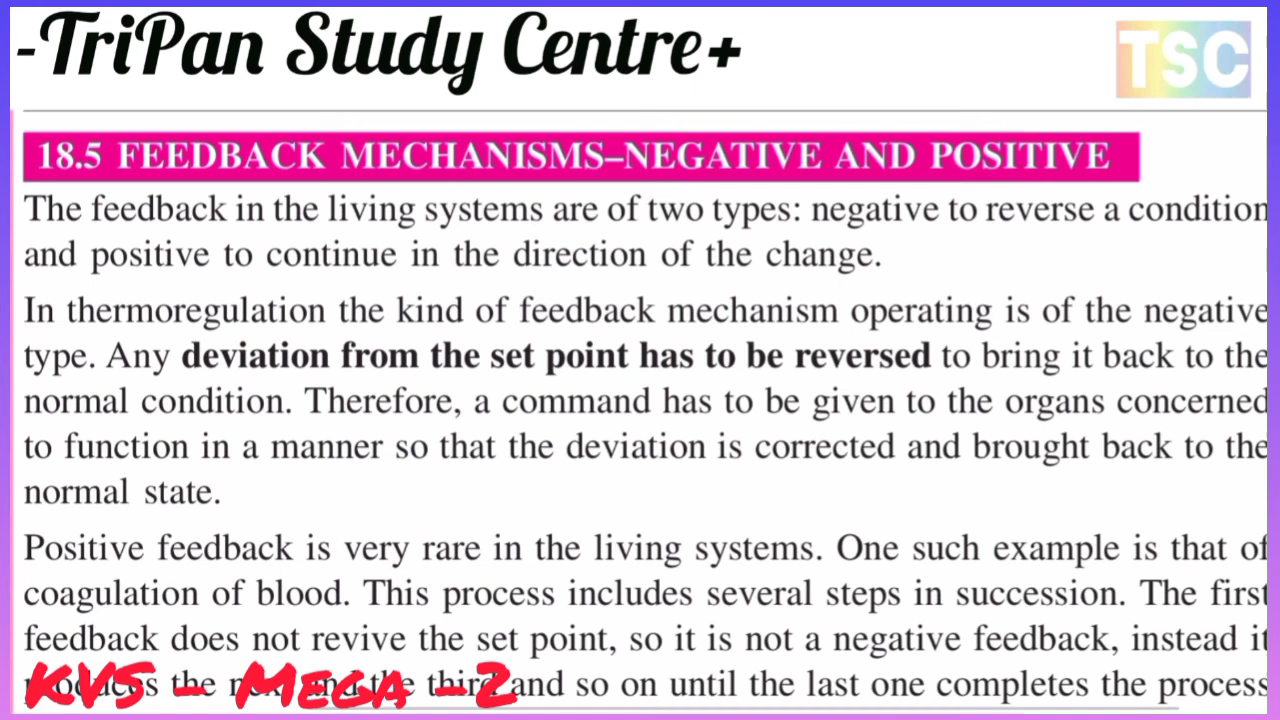 -TriPan Study Centre+
TSC
18.5 FEEDBACK MECHANISMS–NEGATIVE AND POSITIVE
The feedback in the living systems are of two types: negative to reverse a condition
and positive to continue in the direction of the change.
In thermoregulation the kind of feedback mechanism operating is of the negative
type. Any deviation from the set point has to be reversed to bring it back to the
normal condition. Therefore, a command has to be given to the organs concerned
to function in a manner so that the deviation is corrected and brought back to the
normal state.
Positive feedback is very rare in the living systems. One such example is that of
coagulation of blood. This process includes several steps in succession. The first
feedback does not revive the set point, so it is not a negative feedback, instead it
produces the next and the third and so on until the last one completes the process
KVS - MEGA -2